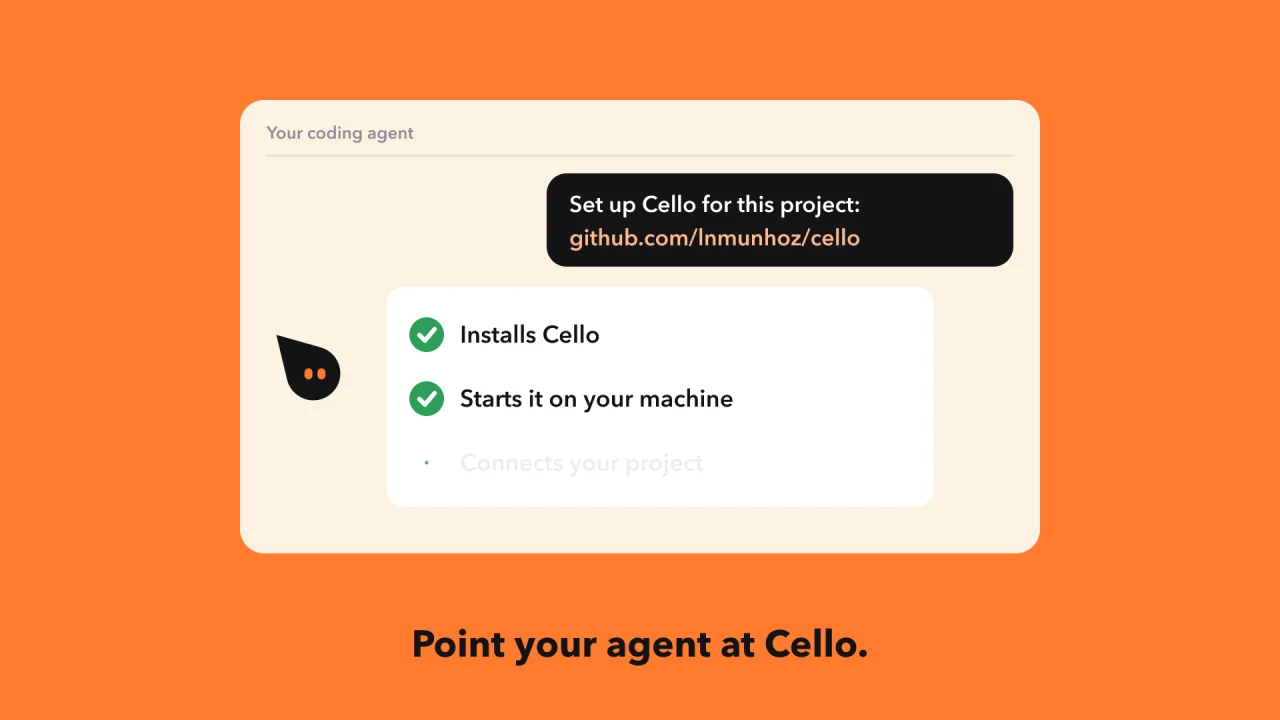 Your coding agent
Set up Cello for this project:
github.com/lnmunhoz/cello
Installs Cello
Starts it on your machine
Connects your project
Point your agent at Cello.